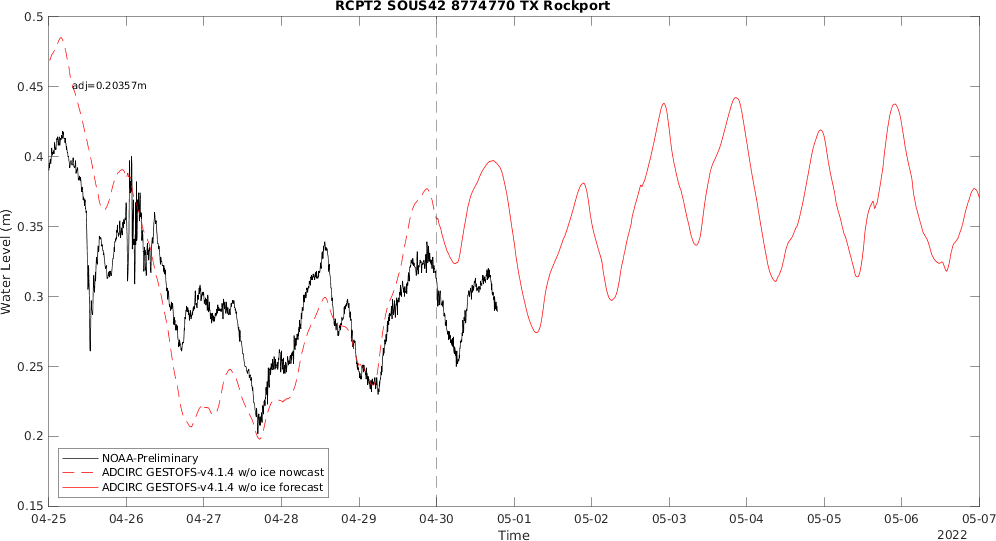 RCPT2 SOUS42 8774770 TX Rockport
0.5
0.45
0.4
0.35
0.3
0.25
0.2
0.15
Water Level (m)
adj=0.20357m
NOAA-Preliminary
ADCIRC GESTOFS-v4.1.4 w/o ice nowcast
ADCIRC GESTOFS-v4.1.4 w/o ice forecast
04-25 04-26 04-27 04-28 04-29 04-30 05-01 05-02 05-03 05-04 05-05 05-06 05-07
Time
2022